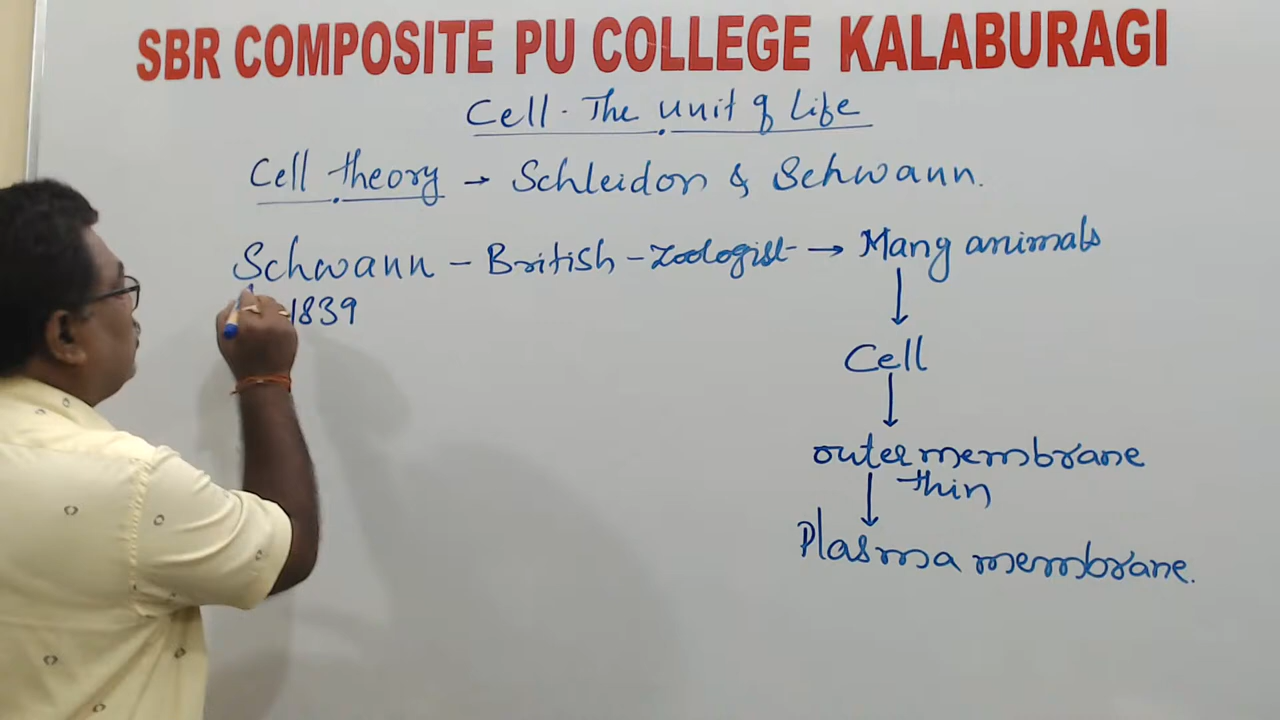 SBR COMPOSITE PU COLLEGE KALABURAGI
Cell - The unit of Life
Cell theory → Schleidon & Schwann.
Schwann - British - Zoologist → Many animals
1839
↓
Cell
↓
outer membrane
↓ thin
Plasma membrane.